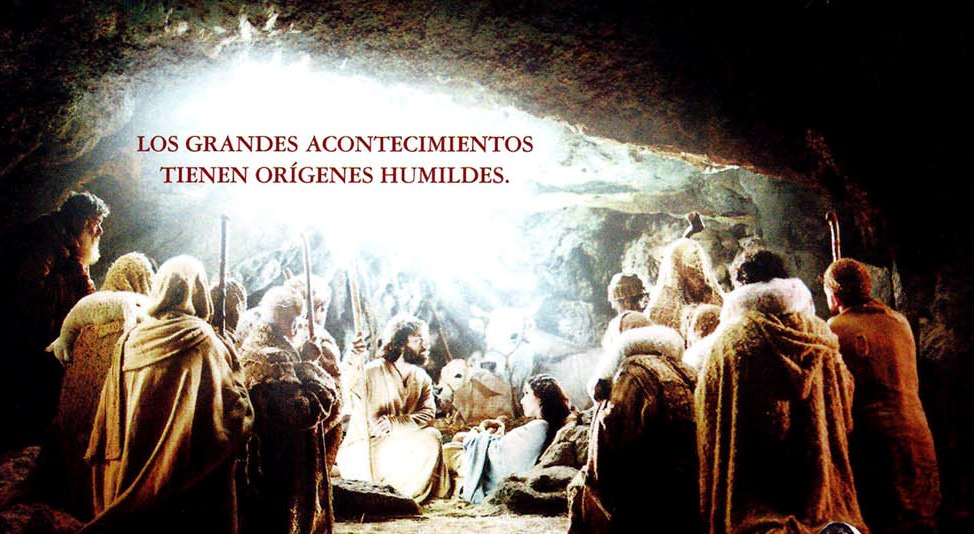 LOS GRANDES ACONTECIMIENTOS
TIENEN ORÍGENES HUMILDES.